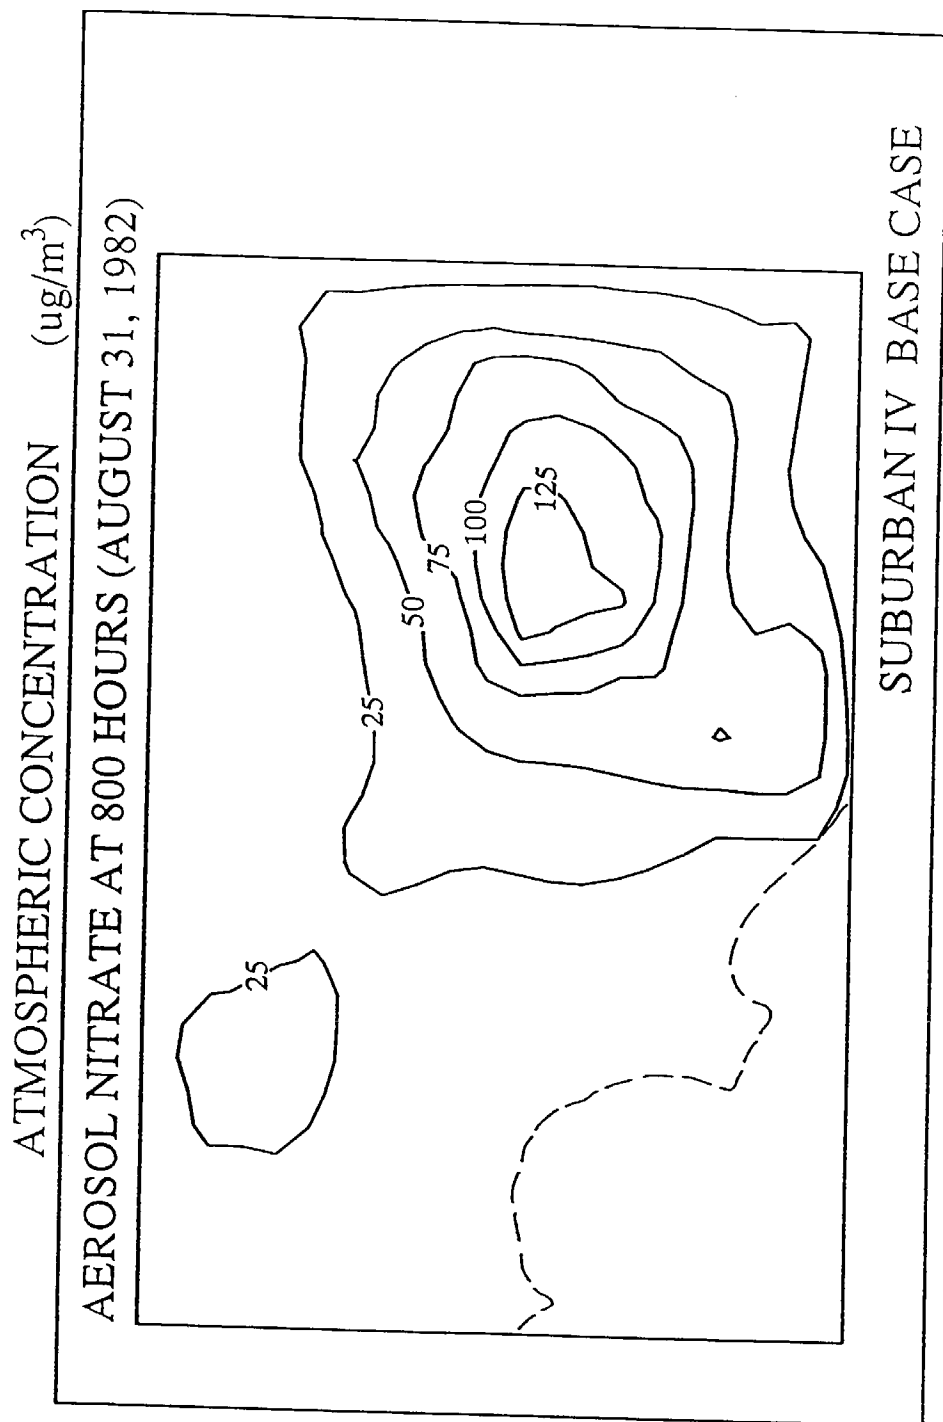 ATMOSPHERIC CONCENTRATION (ug/m³)
AEROSOL NITRATE AT 800 HOURS (AUGUST 31, 1982)
25
25
50
75
100
125
SUBURBAN IV BASE CASE